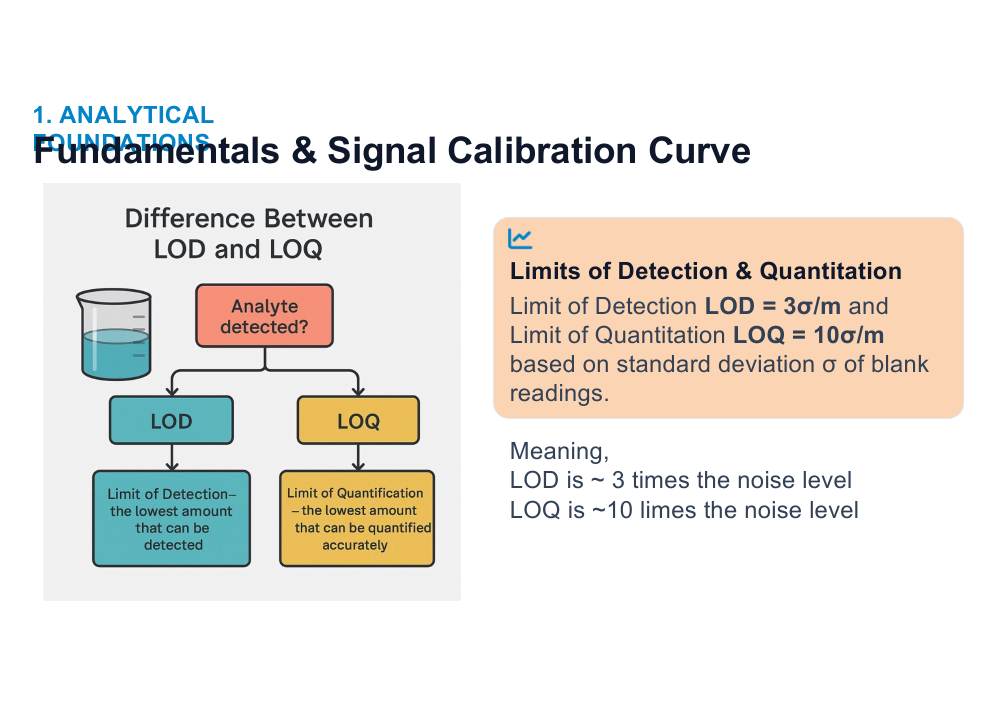 1. ANALYTICAL
FOUNDATIONS
Fundamentals & Signal Calibration Curve
Difference Between
LOD and LOQ
Analyte
detected?
LOD
LOQ
Limit of Detection–
the lowest amount
that can be
detected
Limit of Quantification
– the lowest amount
that can be quantified
accurately
Limits of Detection & Quantitation
Limit of Detection LOD = 3σ/m and
Limit of Quantitation LOQ = 10σ/m
based on standard deviation σ of blank
readings.
Meaning,
LOD is ~ 3 times the noise level
LOQ is ~10 limes the noise level